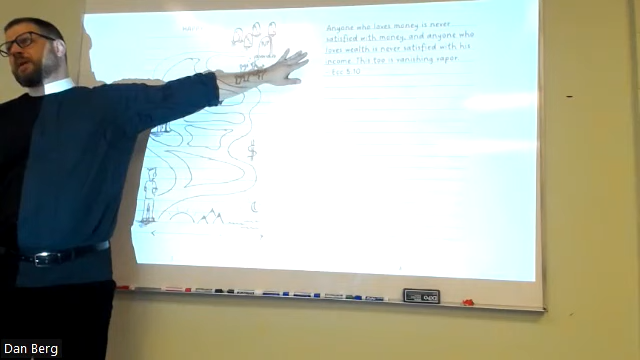 Anyone who loves money is never
satisfied with money, and anyone who
loves wealth is never satisfied with his
income. This too is vanishing vapor.
Ecc 5:10
EXPO
Dan Berg